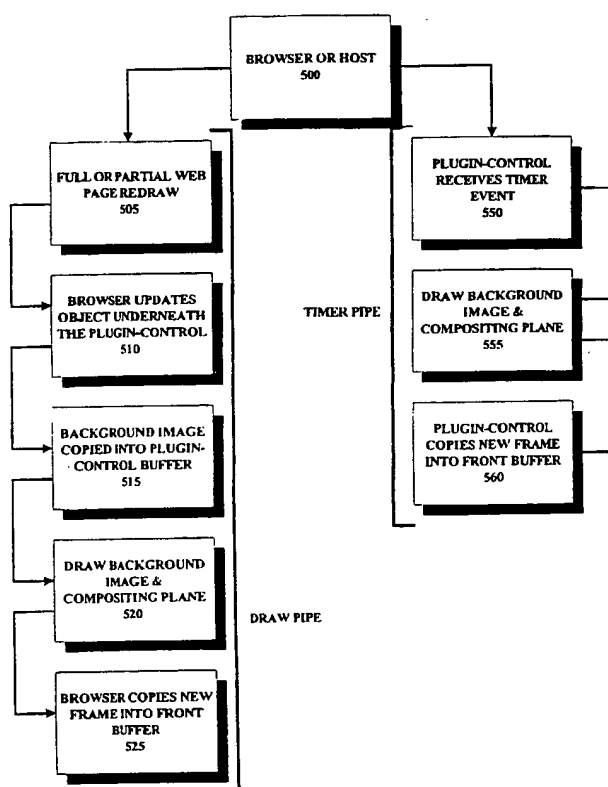 BROWSER OR HOST
500
FULL OR PARTIAL WEB
PAGE REDRAW
505
BROWSER UPDATES
OBJECT UNDERNEATH
THE PLUGIN-CONTROL
510
BACKGROUND IMAGE
COPIED INTO PLUGIN-
CONTROL BUFFER
515
DRAW BACKGROUND
IMAGE &
COMPOSITING PLANE
520
BROWSER COPIES NEW
FRAME INTO FRONT
BUFFER
525
DRAW PIPE
TIMER PIPE
PLUGIN-CONTROL
RECEIVES TIMER
EVENT
550
DRAW BACKGROUND
IMAGE &
COMPOSITING PLANE
555
PLUGIN-CONTROL
COPIES NEW FRAME
INTO FRONT BUFFER
560